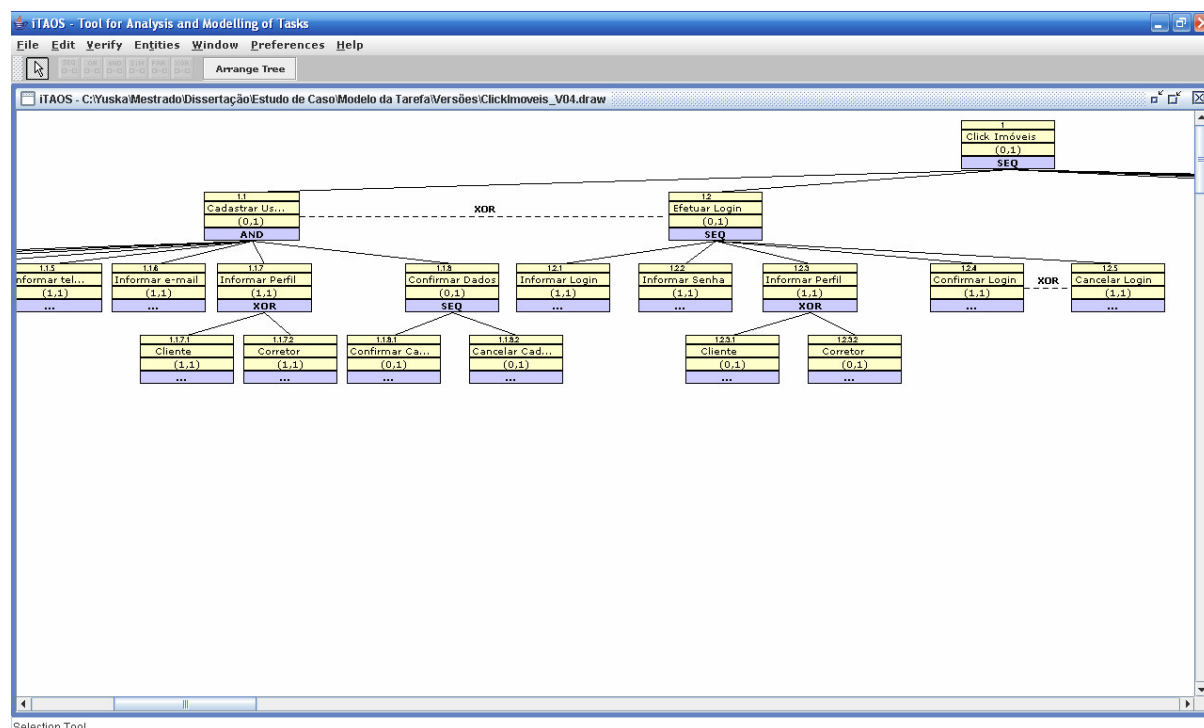 iTAOS - Tool for Analysis and Modelling of Tasks
File Edit Verify Entities Window Preferences Help
SEQ OR AND SIM PAR XOR
Arrange Tree
iTAOS - C:\Yuska\Mestrado\Dissertação\Estudo de Caso\Modelo da Tarefa\Versões\ClickImoveis_V04.draw
1
Click Imóveis
(0,1)
SEQ
1.1
Cadastrar Us...
(0,1)
AND
XOR
1.2
Efetuar Login
(0,1)
SEQ
1.1.5
nformar tel...
(1,1)
...
1.1.6
Informar e-mail
(1,1)
...
1.1.7
Informar Perfil
(1,1)
XOR
1.1.8
Confirmar Dados
(0,1)
SEQ
1.2.1
Informar Login
(1,1)
...
1.2.2
Informar Senha
(1,1)
...
1.2.3
Informar Perfil
(1,1)
XOR
1.2.4
Confirmar Login
(1,1)
...
XOR
1.2.5
Cancelar Login
(1,1)
...
1.1.7.1
Cliente
(1,1)
...
1.1.7.2
Corretor
(1,1)
...
1.1.8.1
Confirmar Ca...
(0,1)
...
1.1.8.2
Cancelar Cad...
(0,1)
...
1.2.3.1
Cliente
(0,1)
...
1.2.3.2
Corretor
(0,1)
...
Selection Tool